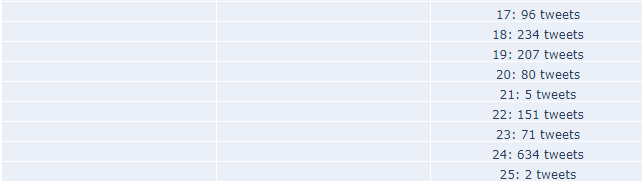 17: 96 tweets
18: 234 tweets
19: 207 tweets
20: 80 tweets
21: 5 tweets
22: 151 tweets
23: 71 tweets
24: 634 tweets
25: 2 tweets